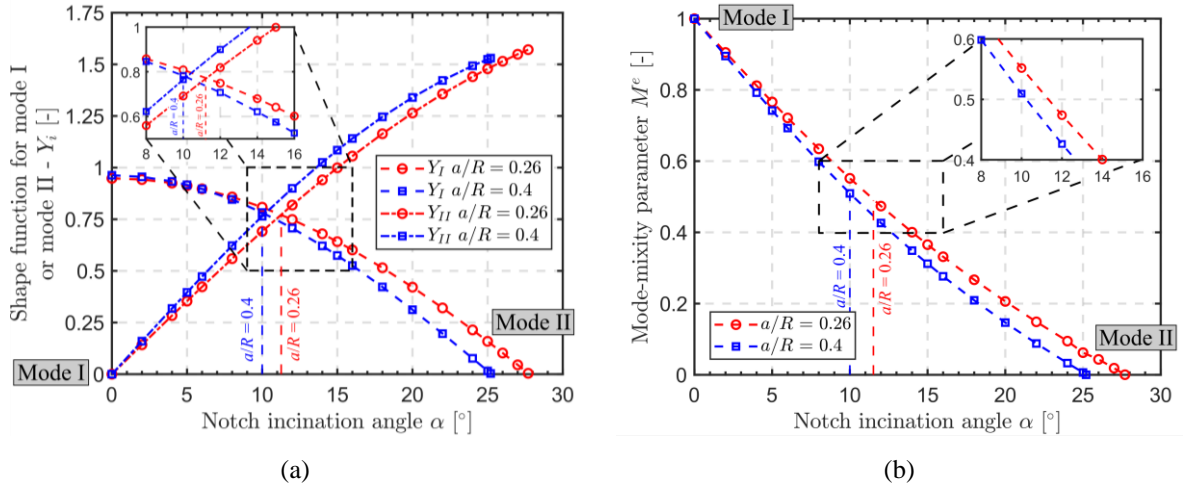 Shape function for mode I
or mode II - Y_i [-]
1.75
1.5
1.25
1
0.75
0.5
0.25
0
1
0.8
0.6
8 10 12 14 16
a/R = 0.4
a/R = 0.26
Y_I a/R = 0.26
Y_I a/R = 0.4
Y_II a/R = 0.26
Y_II a/R = 0.4
a/R = 0.4
a/R = 0.26
Mode II
Mode I
0 5 10 15 20 25 30
Notch incination angle α [°]
(a)
Mode-mixity parameter M^e [-]
1
0.8
0.6
0.4
0.2
0
Mode I
0.6
0.5
0.4
8 10 12 14 16
a/R = 0.4
a/R = 0.26
a/R = 0.26
a/R = 0.4
Mode II
0 5 10 15 20 25 30
Notch incination angle α [°]
(b)